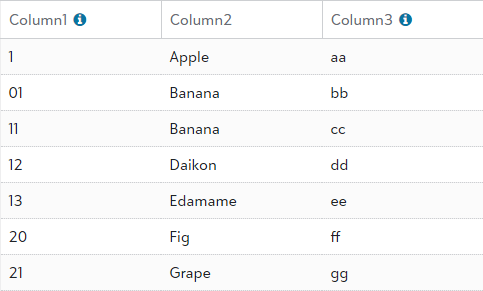 Column1 Column2 Column3
1 Apple aa
01 Banana bb
11 Banana cc
12 Daikon dd
13 Edamame ee
20 Fig ff
21 Grape gg